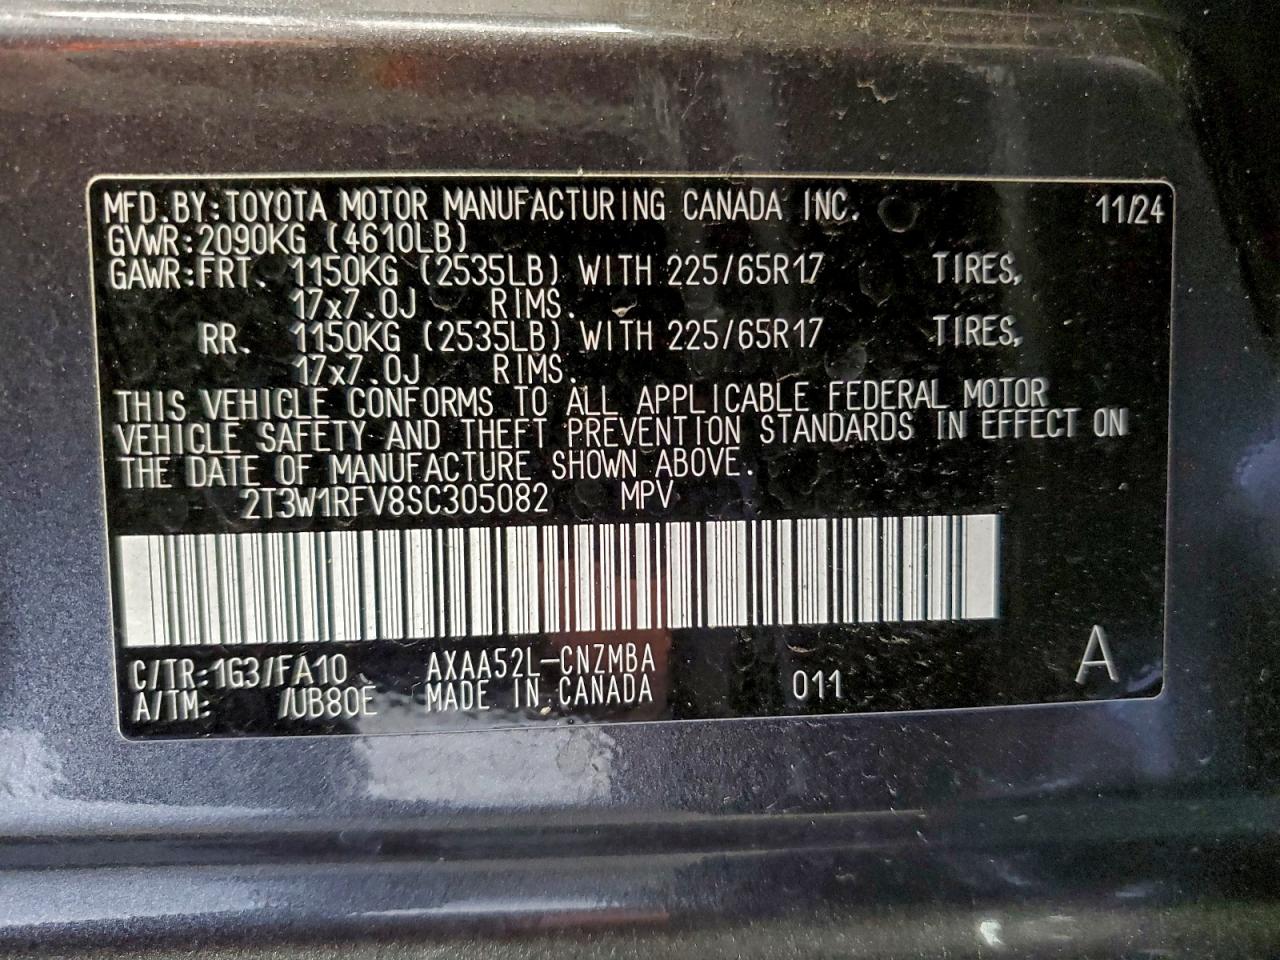 MFD.BY:TOYOTA MOTOR MANUFACTURING CANADA INC. 11/24
GVWR:2090KG (4610LB)
GAWR:FRT. 1150KG (2535LB) WITH 225/65R17 TIRES,
17x7.0J RIMS.
RR. 1150KG (2535LB) WITH 225/65R17 TIRES,
17x7.0J RIMS.
THIS VEHICLE CONFORMS TO ALL APPLICABLE FEDERAL MOTOR
VEHICLE SAFETY AND THEFT PREVENTION STANDARDS IN EFFECT ON
THE DATE OF MANUFACTURE SHOWN ABOVE.
2T3W1RFV8SC305082 MPV
C/TR:1G3/FA10 AXAA52L-CNZMBA
A/TM: /UB80E MADE IN CANADA 011 A